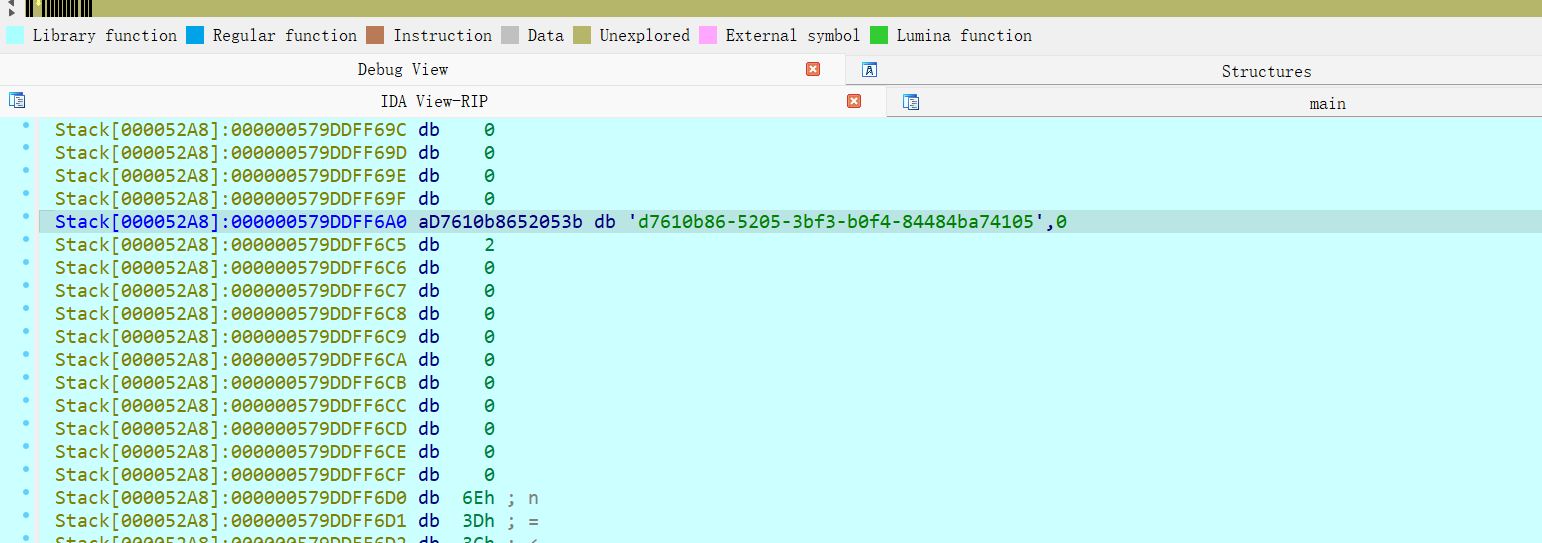 Library function Regular function Instruction Data Unexplored External symbol Lumina function
Debug View Structures
IDA View-RIP main
Stack[000052A8]:000000579DDFF69C db 0
Stack[000052A8]:000000579DDFF69D db 0
Stack[000052A8]:000000579DDFF69E db 0
Stack[000052A8]:000000579DDFF69F db 0
Stack[000052A8]:000000579DDFF6A0 aD7610b8652053b db 'd7610b86-5205-3bf3-b0f4-84484ba74105',0
Stack[000052A8]:000000579DDFF6C5 db 2
Stack[000052A8]:000000579DDFF6C6 db 0
Stack[000052A8]:000000579DDFF6C7 db 0
Stack[000052A8]:000000579DDFF6C8 db 0
Stack[000052A8]:000000579DDFF6C9 db 0
Stack[000052A8]:000000579DDFF6CA db 0
Stack[000052A8]:000000579DDFF6CB db 0
Stack[000052A8]:000000579DDFF6CC db 0
Stack[000052A8]:000000579DDFF6CD db 0
Stack[000052A8]:000000579DDFF6CE db 0
Stack[000052A8]:000000579DDFF6CF db 0
Stack[000052A8]:000000579DDFF6D0 db 6Eh ; n
Stack[000052A8]:000000579DDFF6D1 db 3Dh ; =